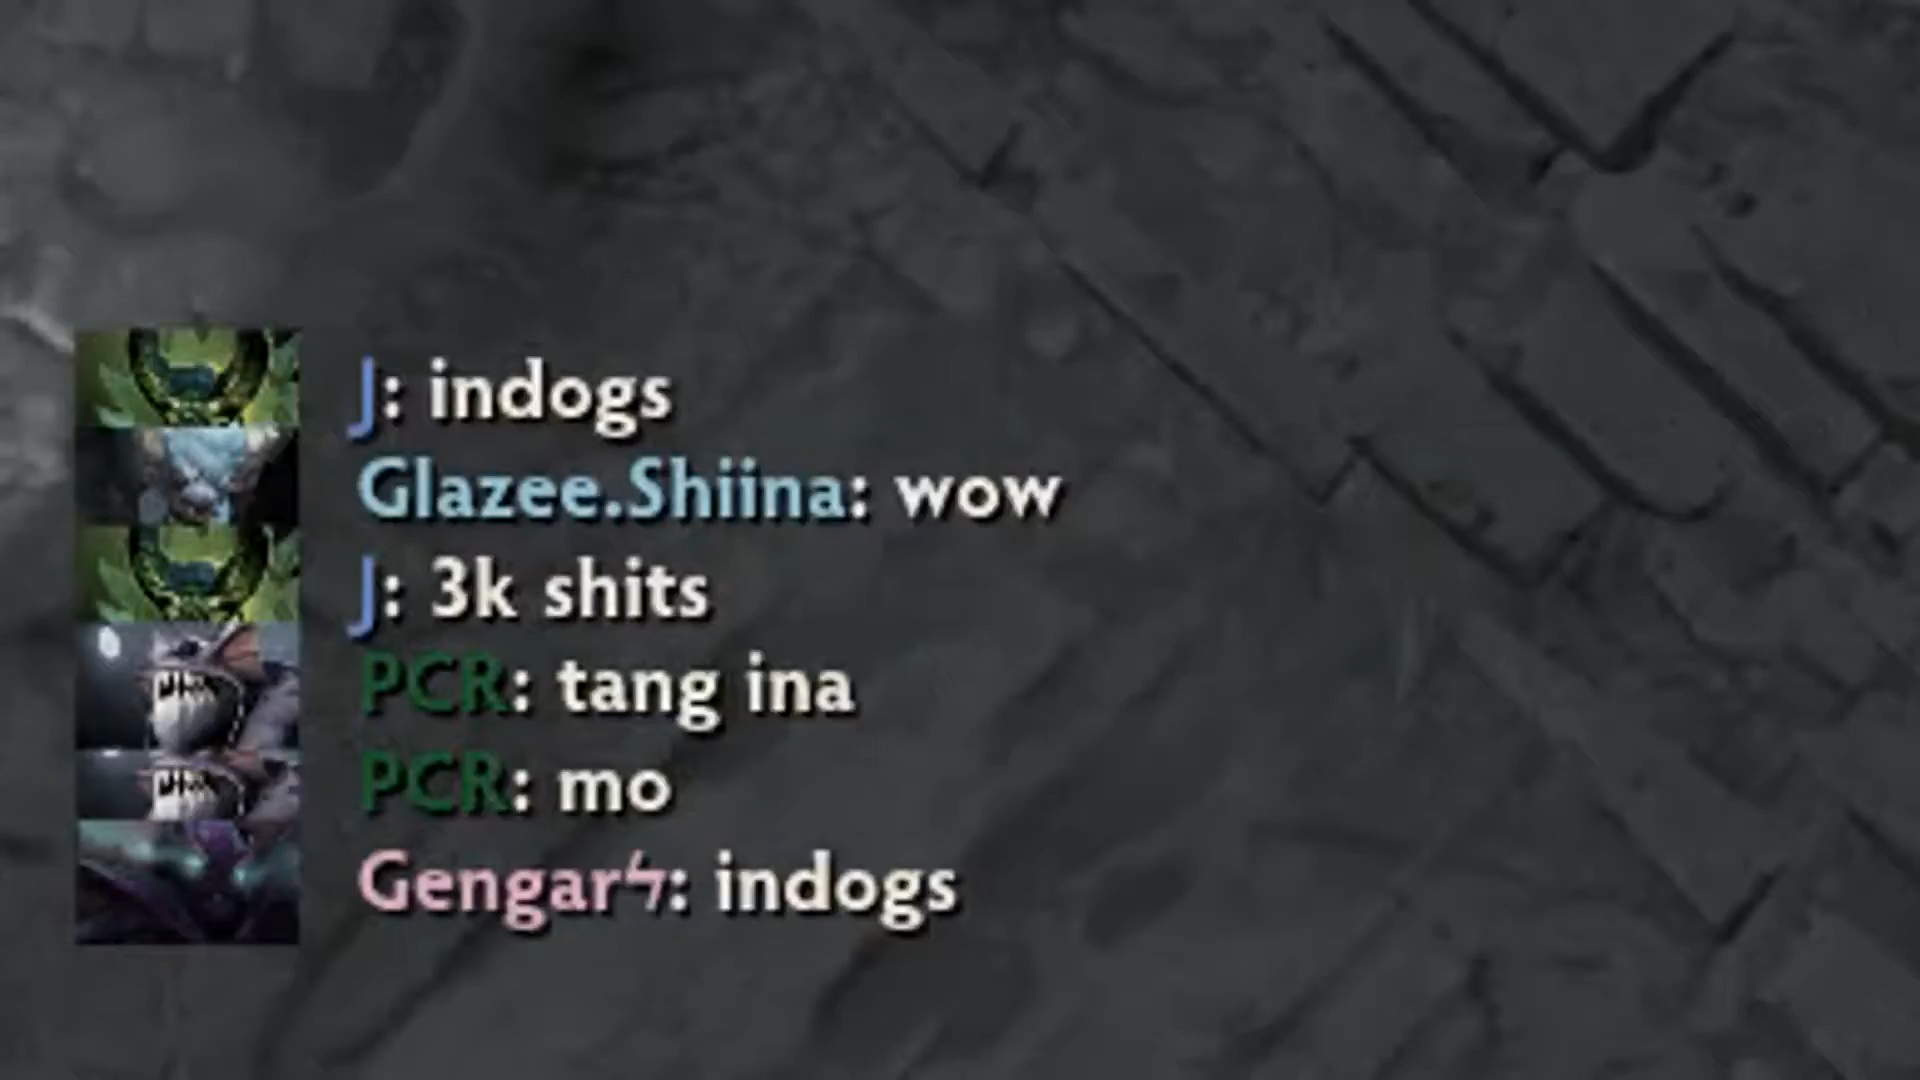 J: indogs
Glazee.Shiina: wow
J: 3k shits
PCR: tang ina
PCR: mo
Gengarϟ: indogs